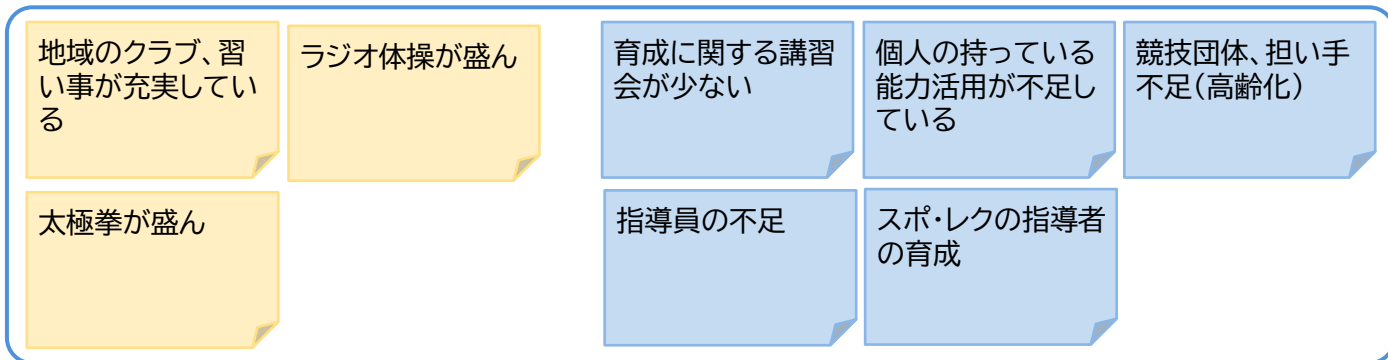 地域のクラブ、習
い事が充実してい
る
ラジオ体操が盛ん
太極拳が盛ん
育成に関する講習
会が少ない
個人の持っている
能力活用が不足し
ている
競技団体、担い手
不足(高齢化)
指導員の不足
スポ・レクの指導者
の育成